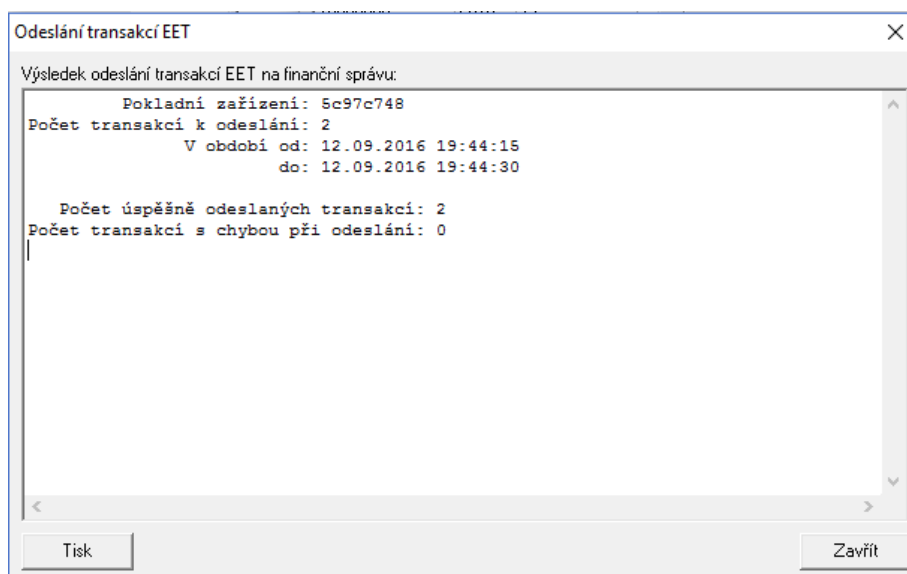 Odeslání transakcí EET
Výsledek odeslání transakcí EET na finanční správu:
Pokladní zařízení: 5c97c748
Počet transakcí k odeslání: 2
V období od: 12.09.2016 19:44:15
do: 12.09.2016 19:44:30
Počet úspěšně odeslaných transakcí: 2
Počet transakcí s chybou při odeslání: 0
Tisk
Zavřít